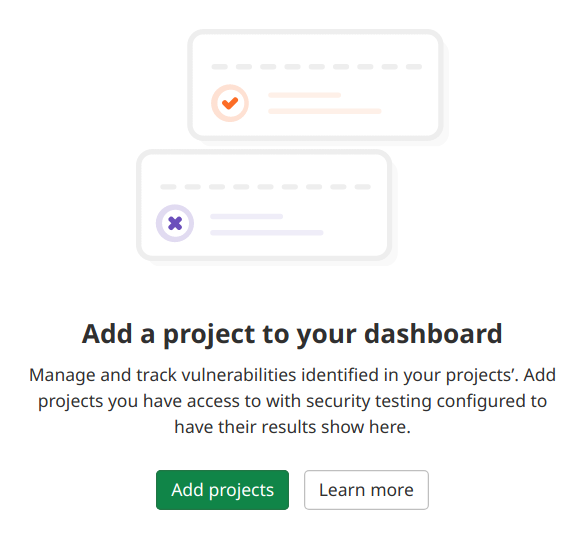 Add a project to your dashboard
Manage and track vulnerabilities identified in your projects’. Add
projects you have access to with security testing configured to
have their results show here.
Add projects
Learn more